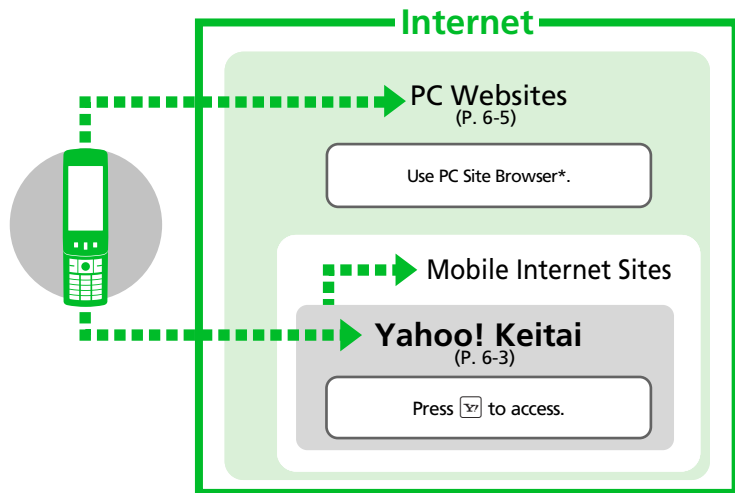 Internet
PC Websites
(P. 6-5)
Use PC Site Browser*.
Mobile Internet Sites
Yahoo! Keitai
(P. 6-3)
Press Y! to access.